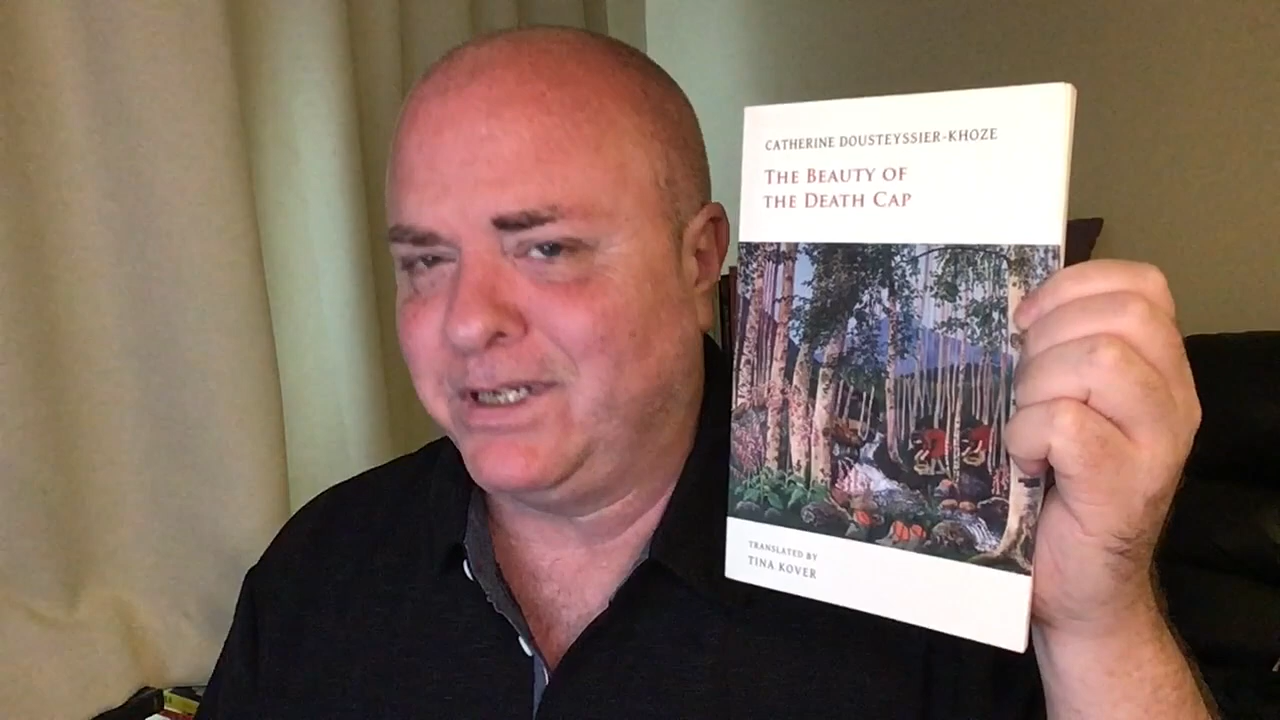 CATHERINE DOUSTEYSSIER-KHOZE
THE BEAUTY OF
THE DEATH CAP
TRANSLATED BY
TINA KOVER